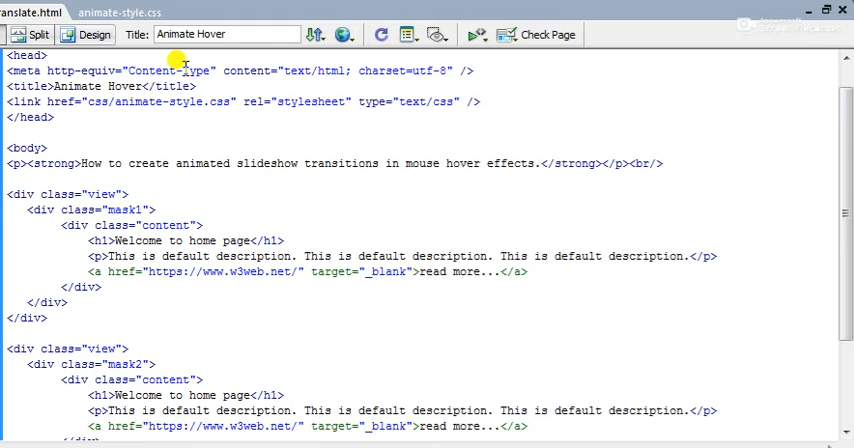 ranslate.html animate-style.css
Split Design Title: Animate Hover Check Page
<head>
<meta http-equiv="Content-Type" content="text/html; charset=utf-8" />
<title>Animate Hover</title>
<link href="css/animate-style.css" rel="stylesheet" type="text/css" />
</head>
<body>
<p><strong>How to create animated slideshow transitions in mouse hover effects.</strong></p><br/>
<div class="view">
<div class="mask1">
<div class="content">
<h1>Welcome to home page</h1>
<p>This is default description. This is default description. This is default description.</p>
<a href="https://www.w3web.net/" target="_blank">read more...</a>
</div>
</div>
</div>
<div class="view">
<div class="mask2">
<div class="content">
<h1>Welcome to home page</h1>
<p>This is default description. This is default description. This is default description.</p>
<a href="https://www.w3web.net/" target="_blank">read more...</a>